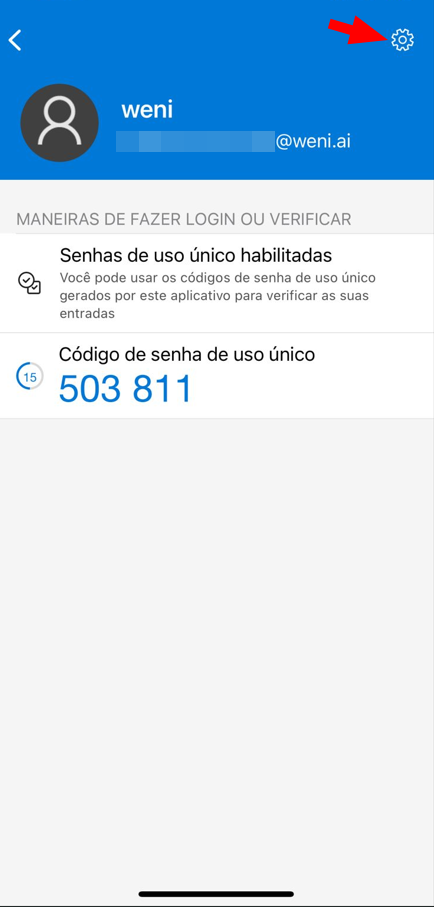 weni
@weni.ai
MANEIRAS DE FAZER LOGIN OU VERIFICAR
Senhas de uso único habilitadas
Você pode usar os códigos de senha de uso único
gerados por este aplicativo para verificar as suas
entradas
Código de senha de uso único
15
503 811